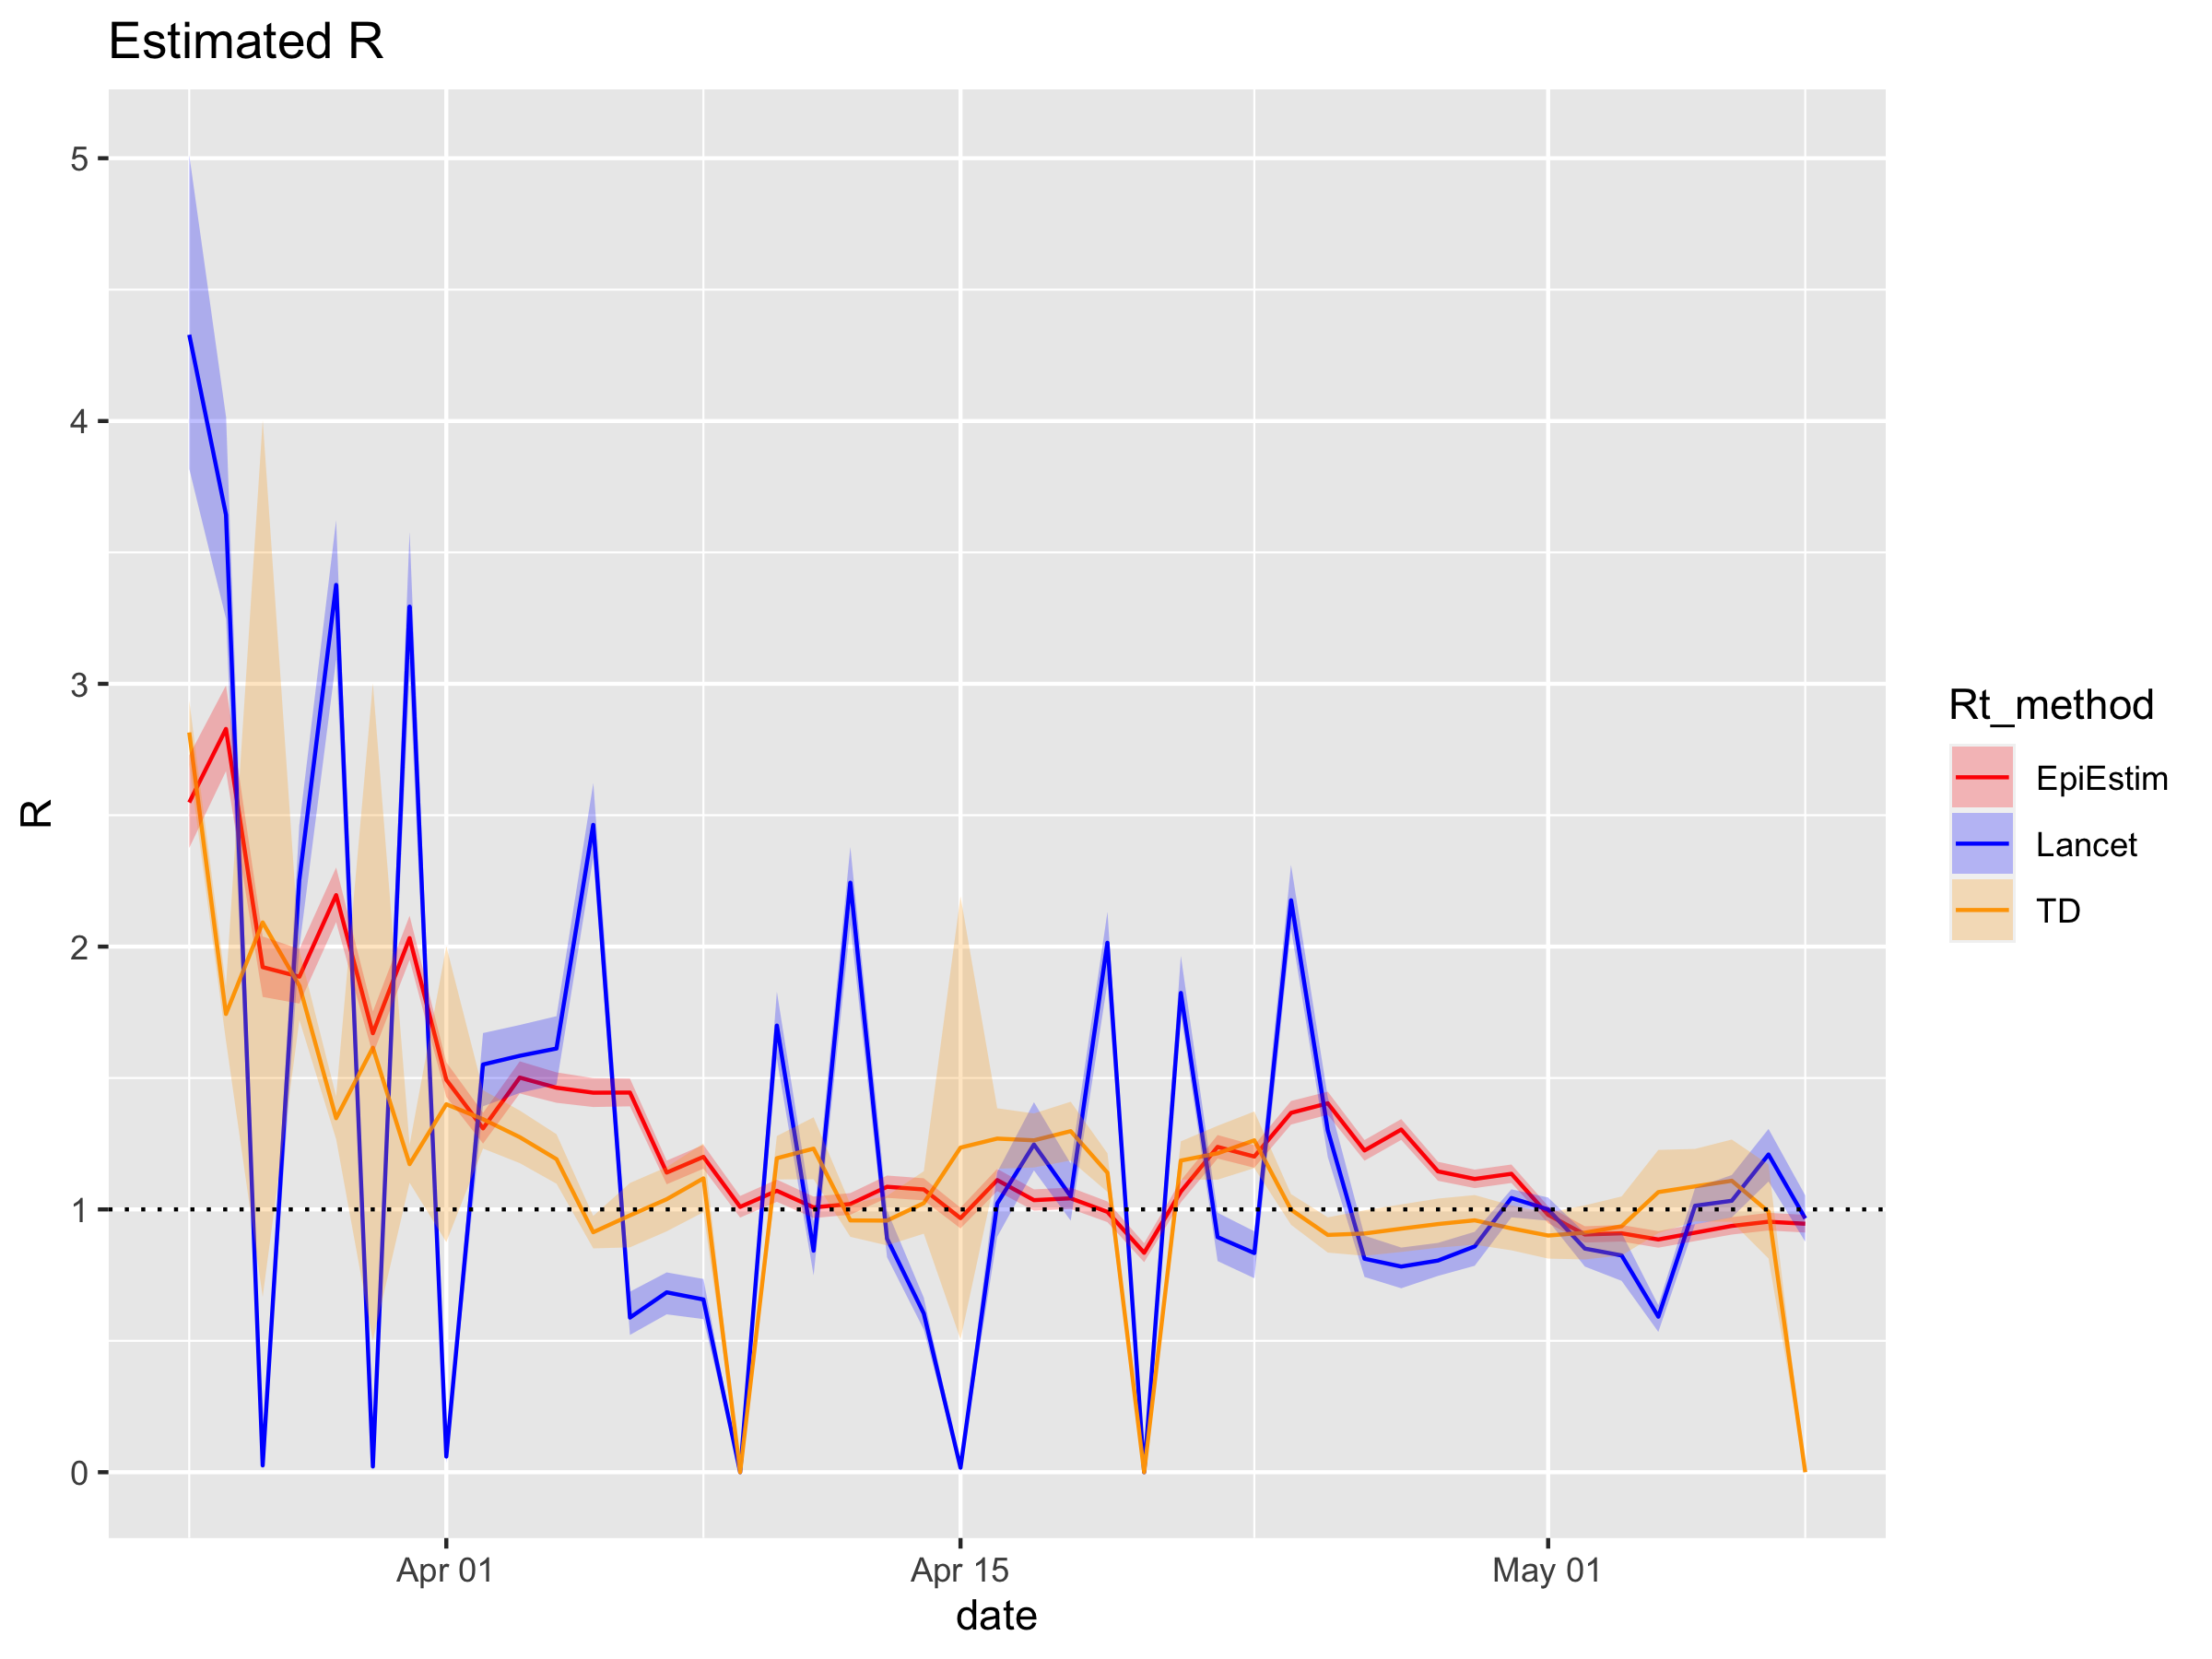 Estimated R
5
4
3
2
1
0
R
Apr 01
Apr 15
May 01
date
Rt_method
EpiEstim
Lancet
TD